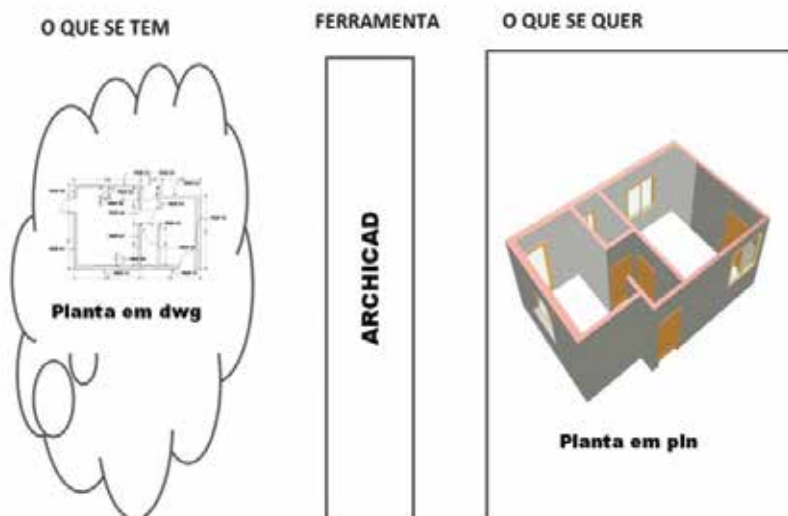 O QUE SE TEM
FERRAMENTA
O QUE SE QUER
Planta em dwg
ARCHICAD
Planta em pln